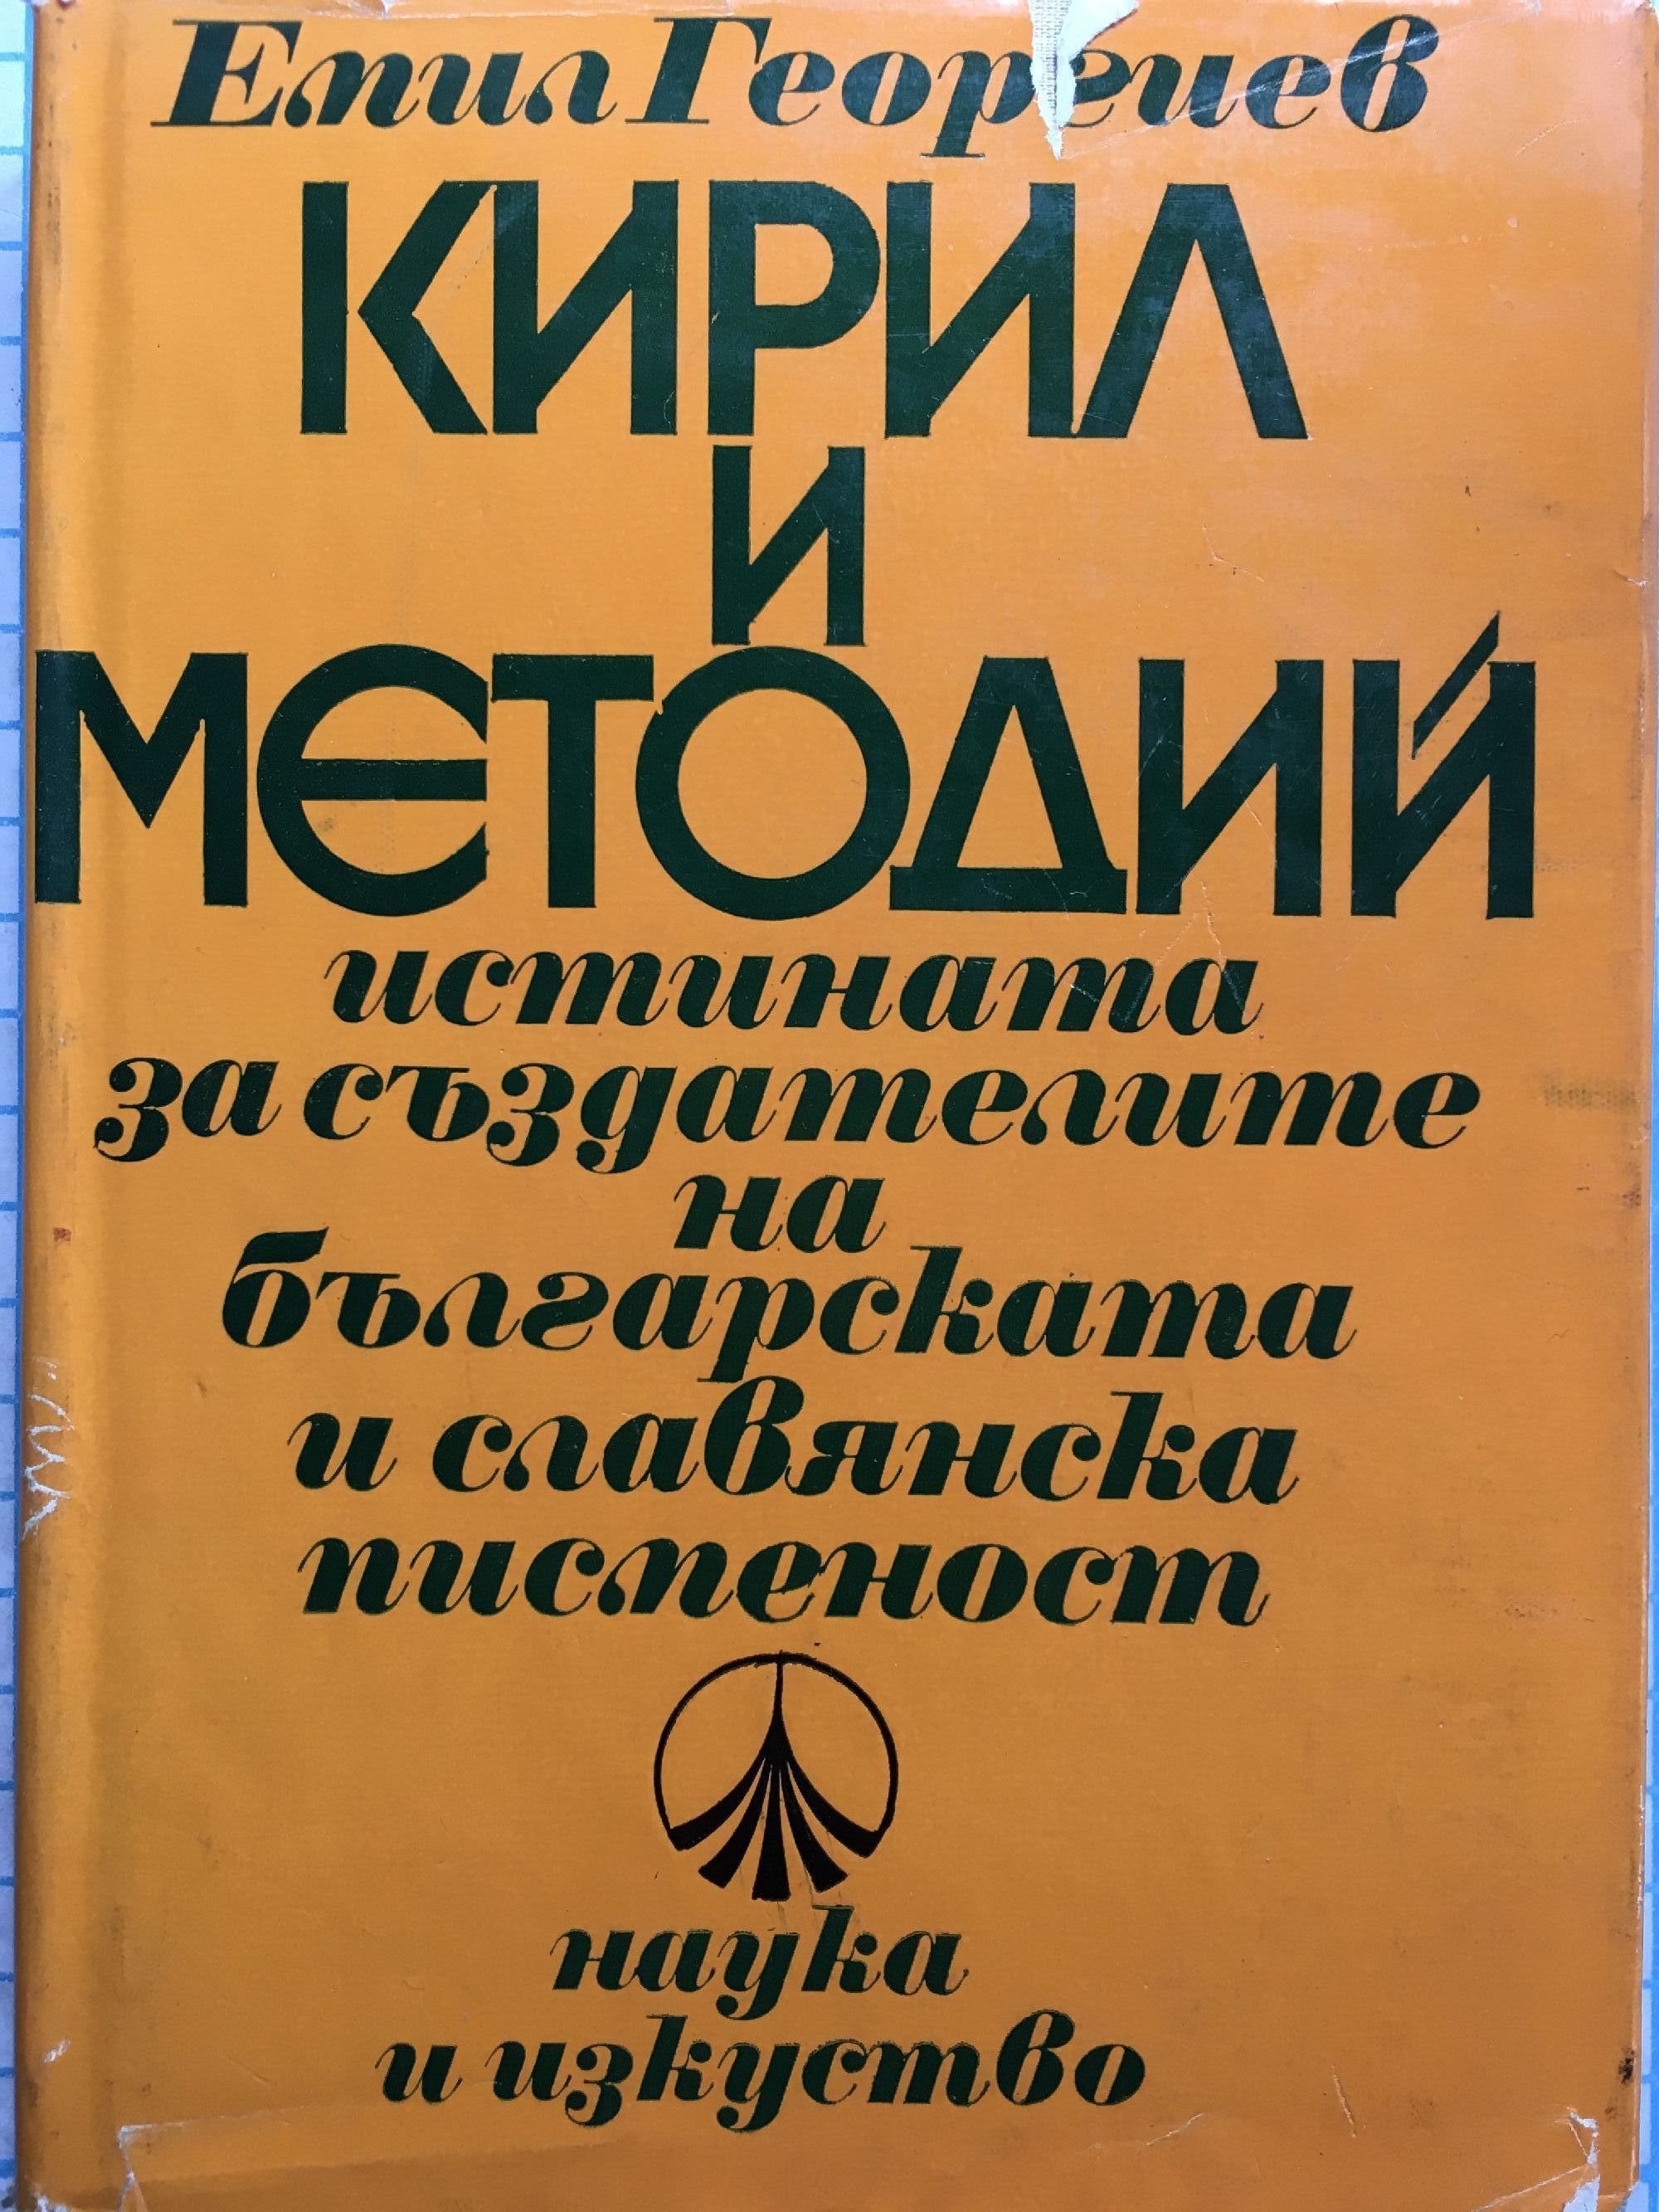 Емил Георгиев
КИРИЛ
И
МЕТОДИЙ
истината
за създателите
на
българската
и славянска
писменост
наука
и изкуство